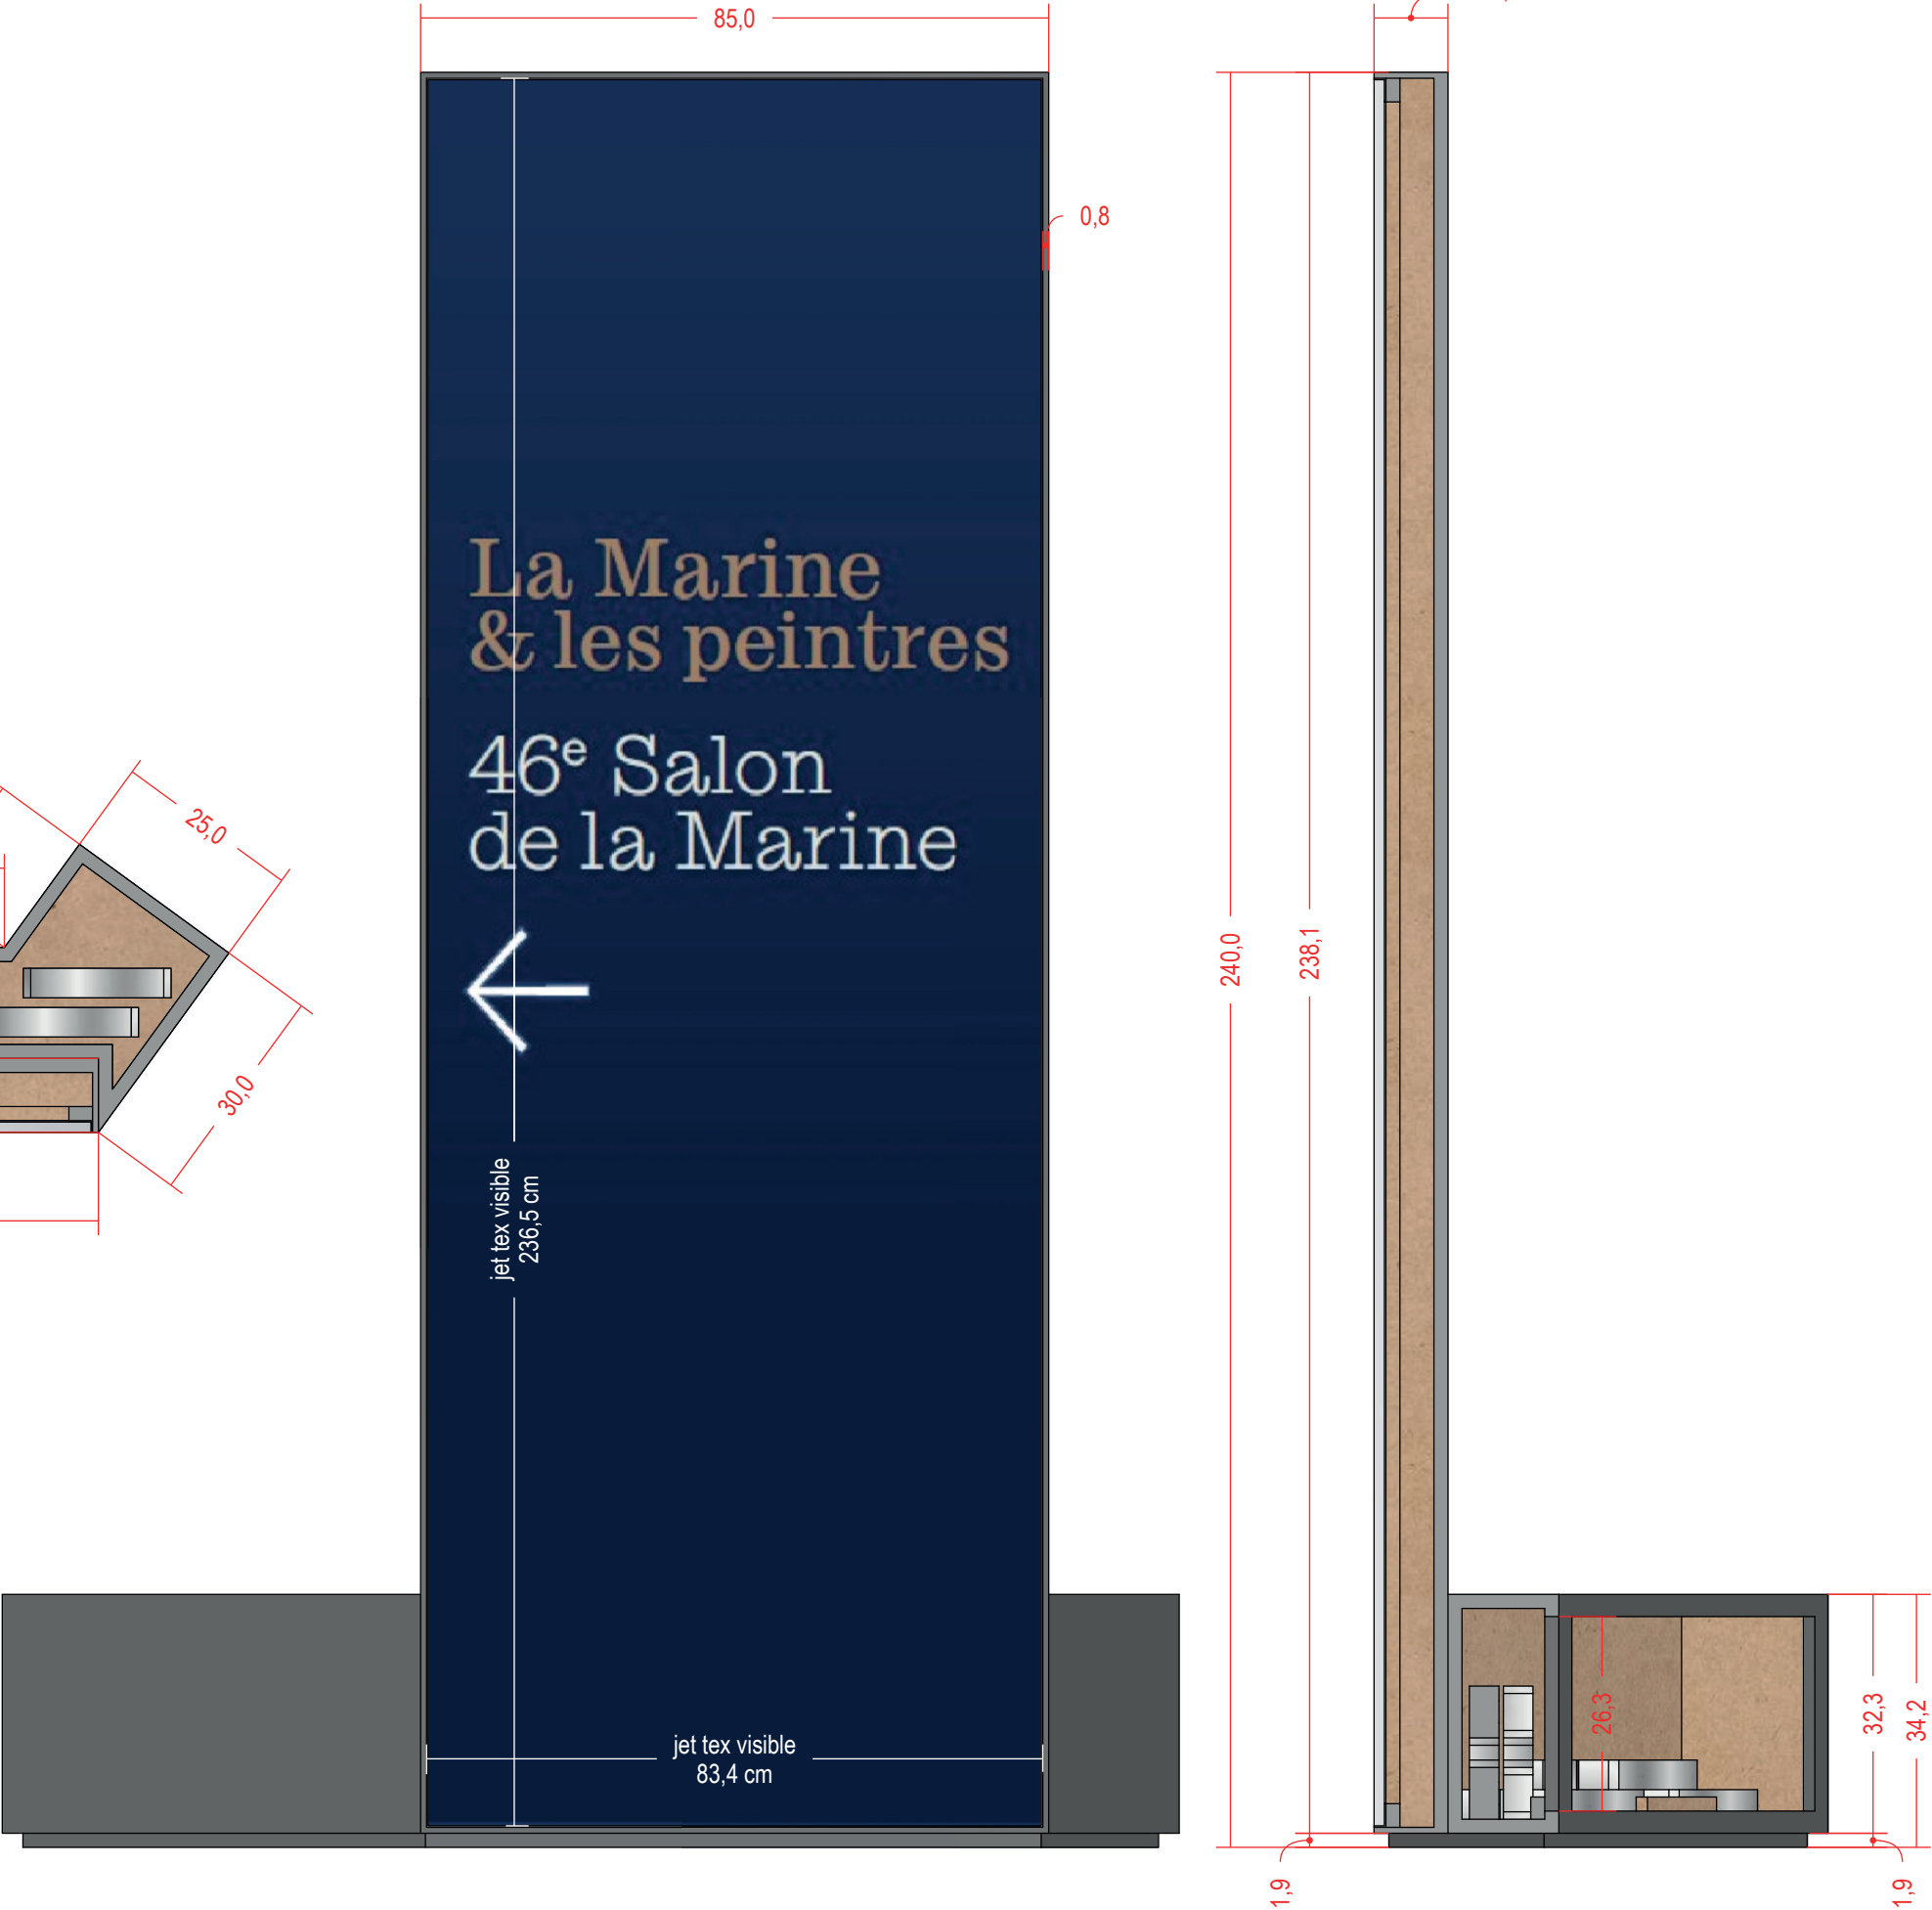 85,0
0,8
La Marine
& les peintres
46e Salon
de la Marine
25,0
30,0
240,0
238,1
jet tex visible
236,5 cm
jet tex visible
83,4 cm
26,3
32,3
34,2
1,9
1,9